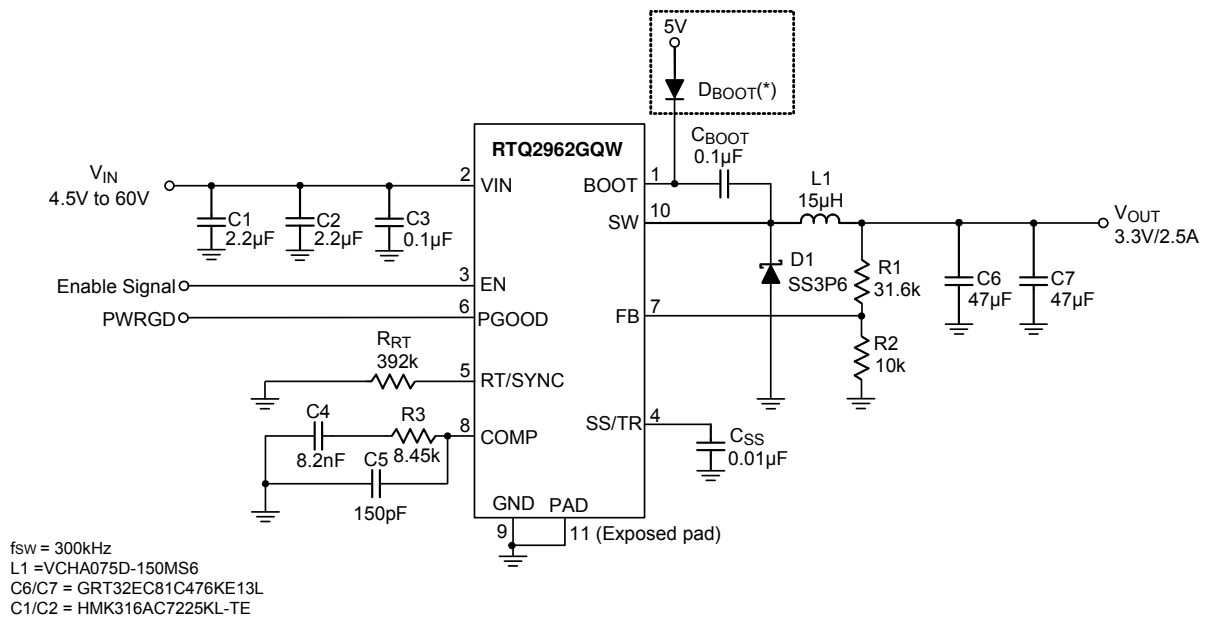 5V
DBOOT(*)
RTQ2962GQW
CBOOT
0.1µF
VIN
4.5V to 60V
2
VIN
BOOT
1
L1
15µH
SW
10
VOUT
3.3V/2.5A
C1
2.2µF
C2
2.2µF
C3
0.1µF
D1
SS3P6
R1
31.6k
C6
47µF
C7
47µF
Enable Signal
3
EN
PWRGD
6
PGOOD
FB
7
R2
10k
RRT
392k
5
RT/SYNC
C4
8.2nF
R3
8.45k
8
COMP
SS/TR
4
CSS
0.01µF
C5
150pF
GND
PAD
9
11 (Exposed pad)
fSW = 300kHz
L1 =VCHA075D-150MS6
C6/C7 = GRT32EC81C476KE13L
C1/C2 = HMK316AC7225KL-TE